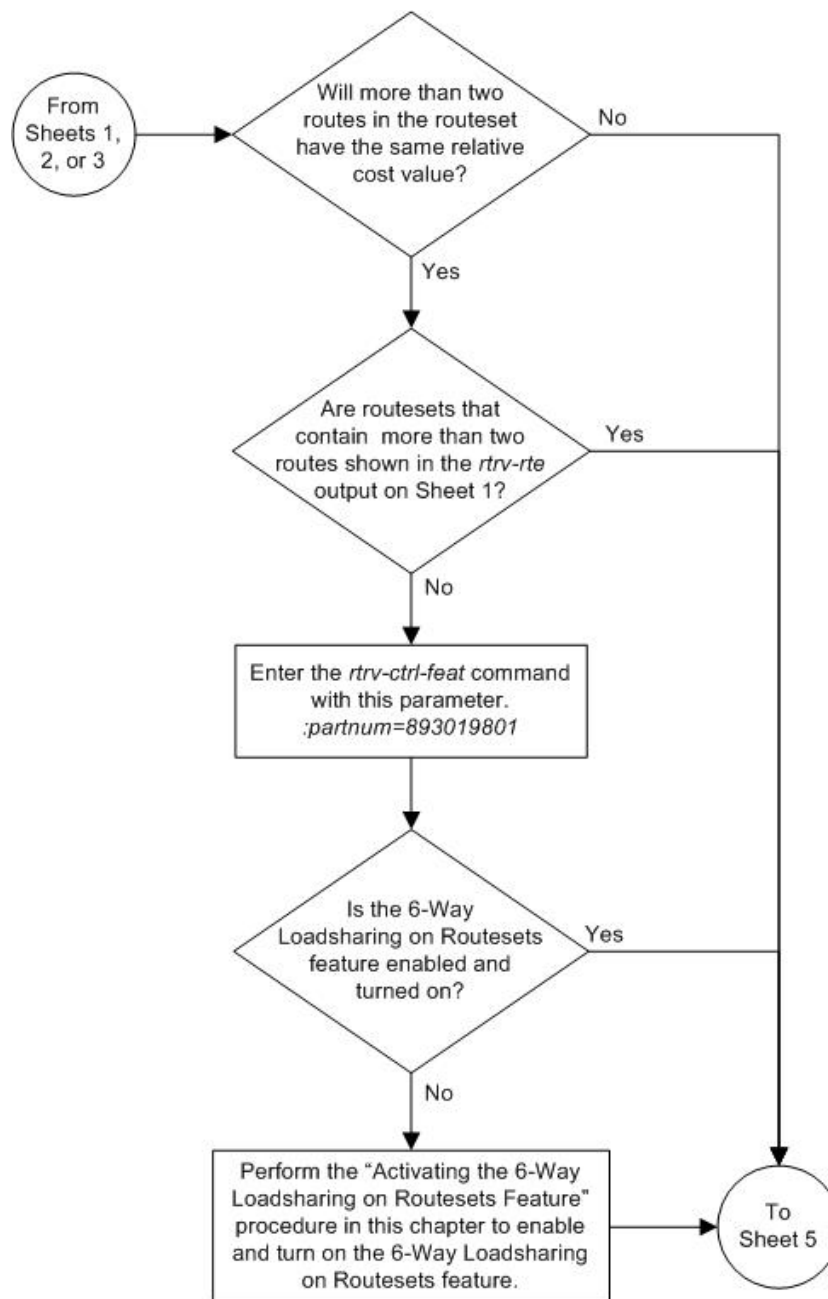 From
Sheets 1,
2, or 3
Will more than two
routes in the routeset
have the same relative
cost value?
No
Yes
Are routesets that
contain more than two
routes shown in the rtrv-rte
output on Sheet 1?
Yes
No
Enter the rtrv-ctrl-feat command
with this parameter.
:partnum=893019801
Is the 6-Way
Loadsharing on Routesets
feature enabled and
turned on?
Yes
No
Perform the “Activating the 6-Way
Loadsharing on Routesets Feature”
procedure in this chapter to enable
and turn on the 6-Way Loadsharing
on Routesets feature.
To
Sheet 5